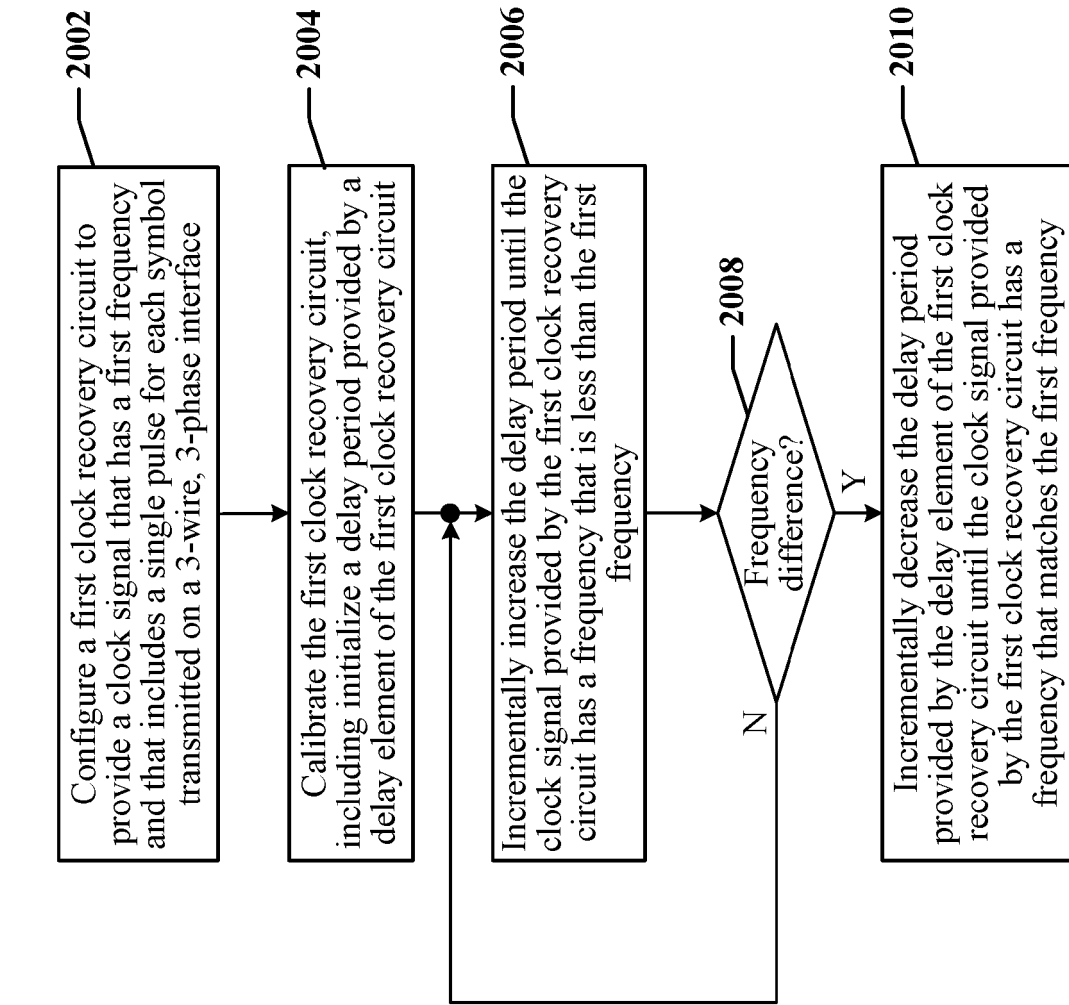 2002
Configure a first clock recovery circuit to
provide a clock signal that has a first frequency
and that includes a single pulse for each symbol
transmitted on a 3-wire, 3-phase interface
2004
Calibrate the first clock recovery circuit,
including initialize a delay period provided by a
delay element of the first clock recovery circuit
2006
Incrementally increase the delay period until the
clock signal provided by the first clock recovery
circuit has a frequency that is less than the first
frequency
2008
Frequency
difference?
N
Y
2010
Incrementally decrease the delay period
provided by the delay element of the first clock
recovery circuit until the clock signal provided
by the first clock recovery circuit has a
frequency that matches the first frequency